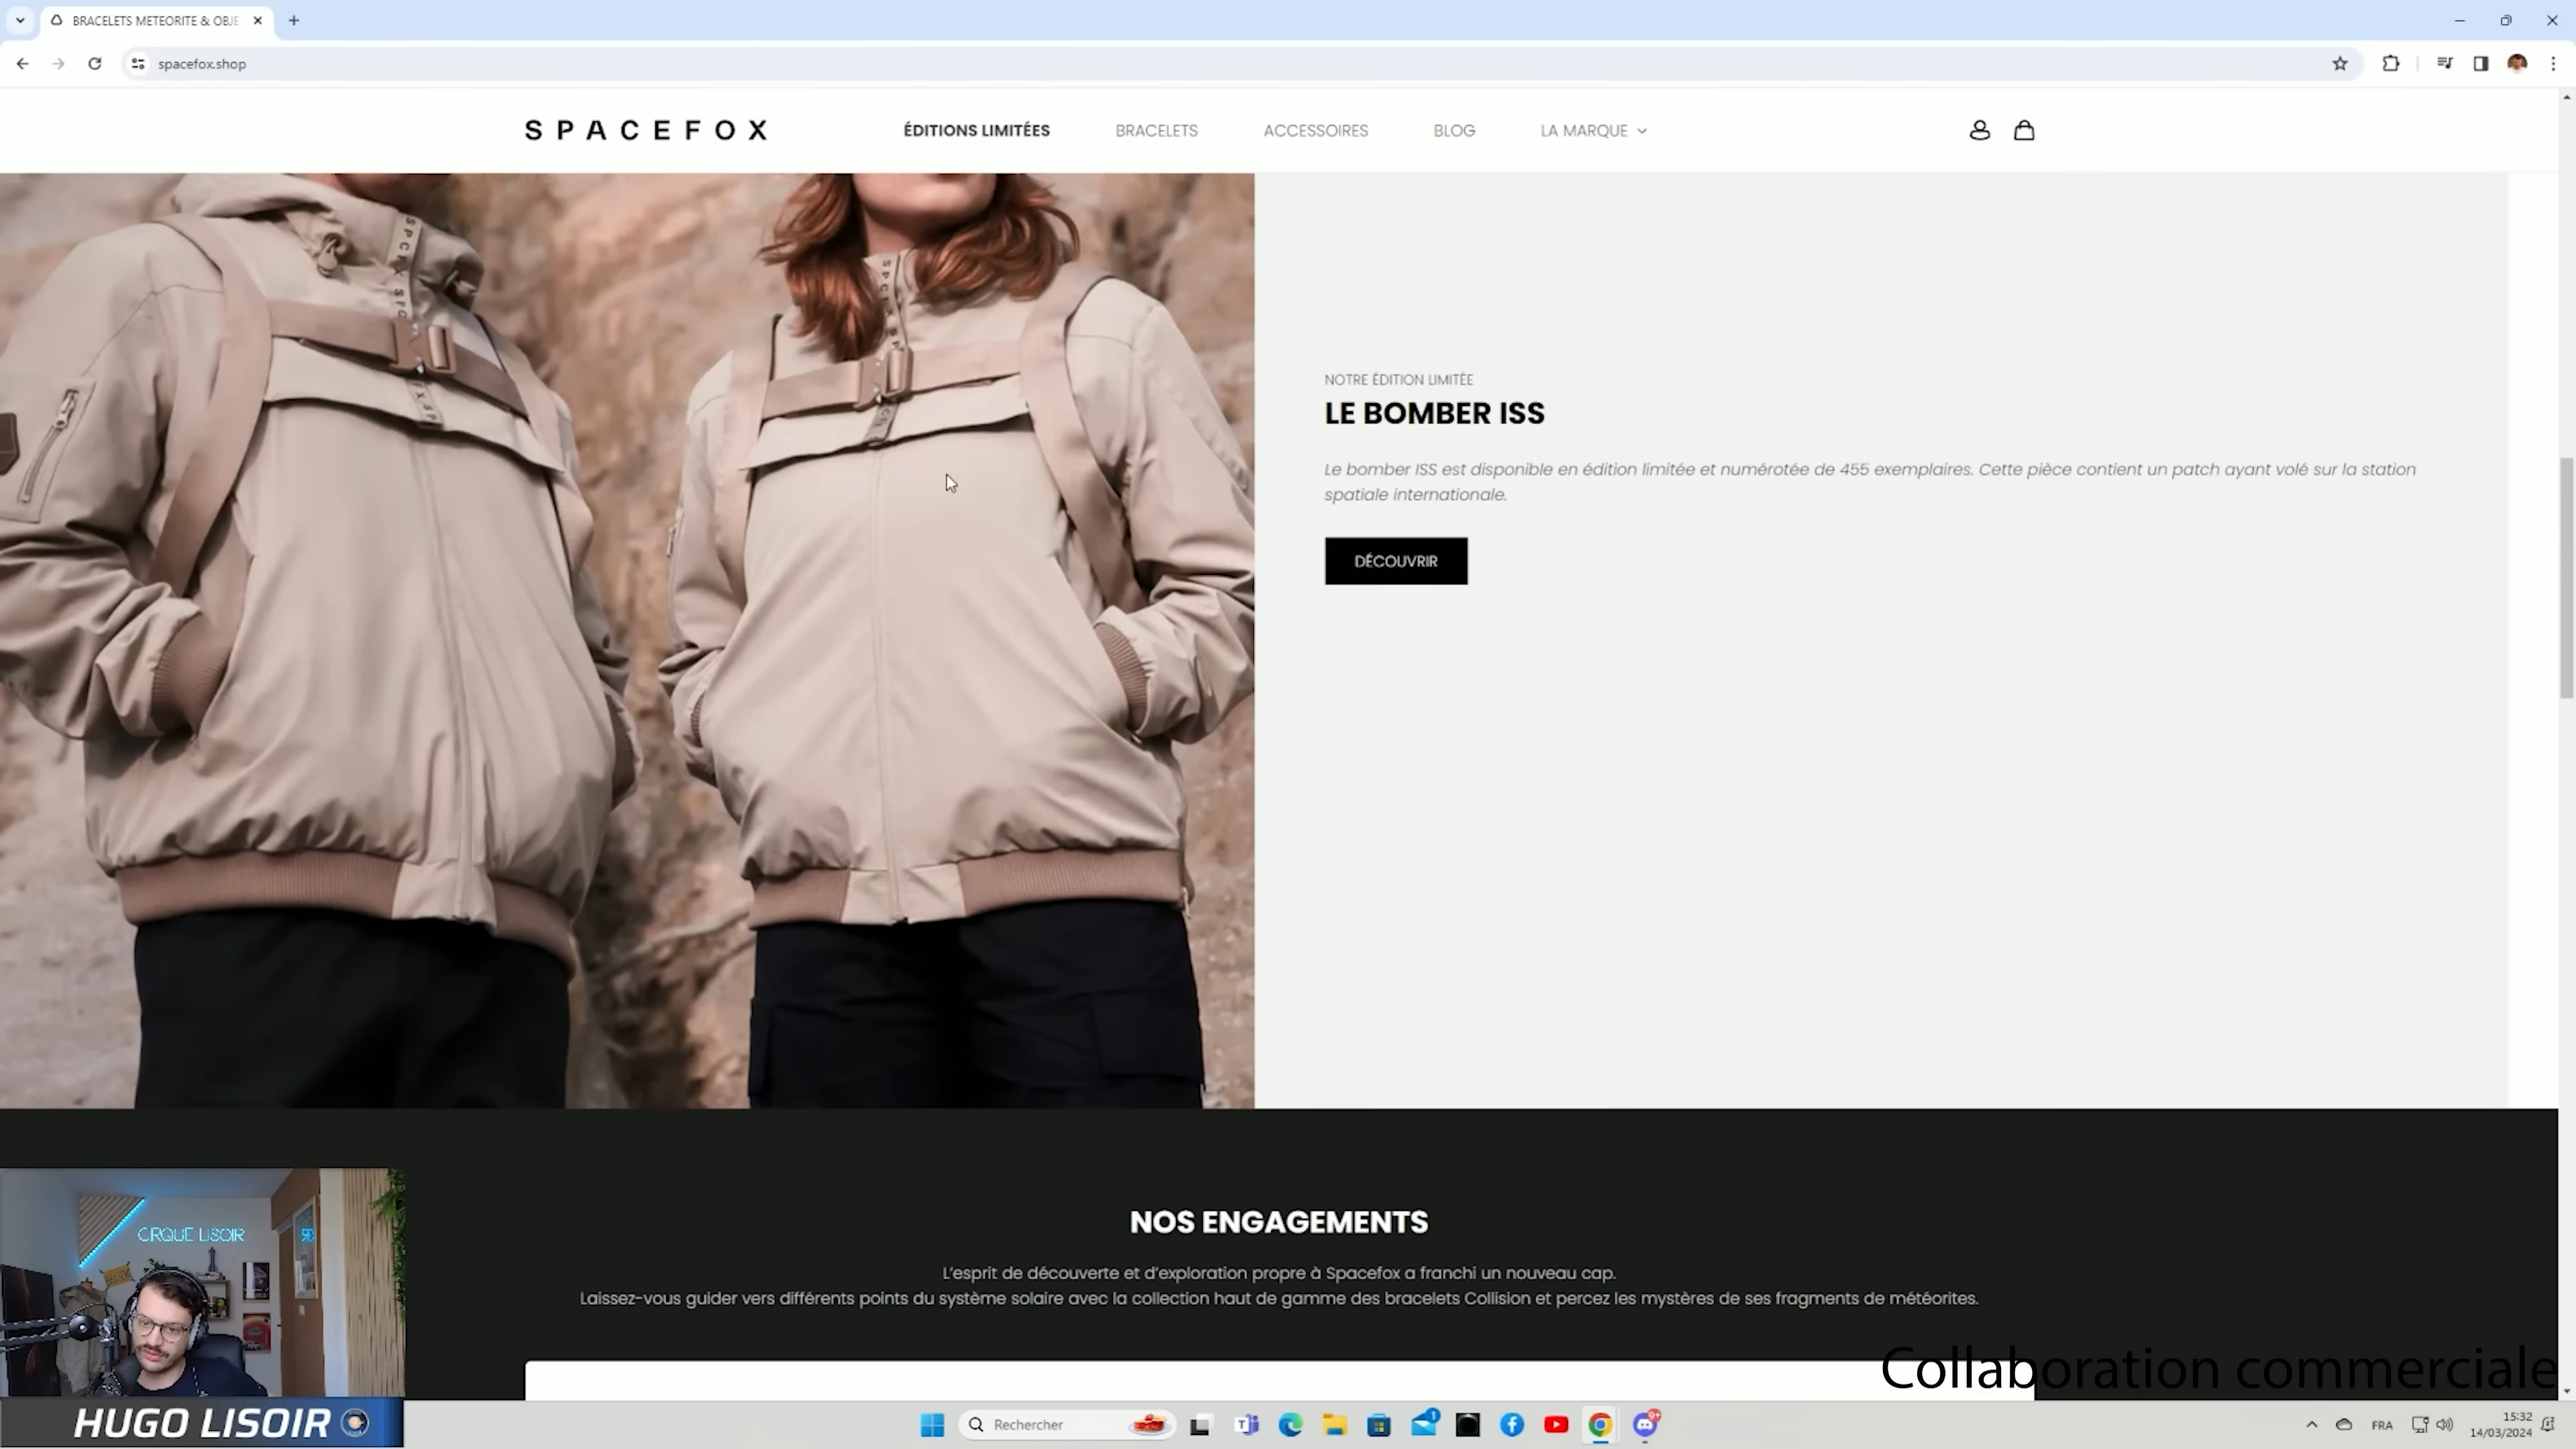 BRACELETS METEORITE & OBJE
spacefox.shop
SPACEFOX
ÉDITIONS LIMITÉES
BRACELETS
ACCESSOIRES
BLOG
LA MARQUE
NOTRE ÉDITION LIMITÉE
LE BOMBER ISS
Le bomber ISS est disponible en édition limitée et numérotée de 455 exemplaires. Cette pièce contient un patch ayant volé sur la station
spatiale internationale.
DÉCOUVRIR
NOS ENGAGEMENTS
L'esprit de découverte et d'exploration propre à Spacefox a franchi un nouveau cap.
Laissez-vous guider vers différents points du système solaire avec la collection haut de gamme des bracelets Collision et percez les mystères de ses fragments de météorites.
CIRQUE LISOIR
Collaboration commerciale
HUGO LISOIR
Rechercher
1
9+
FRA
15:32
14/03/2024